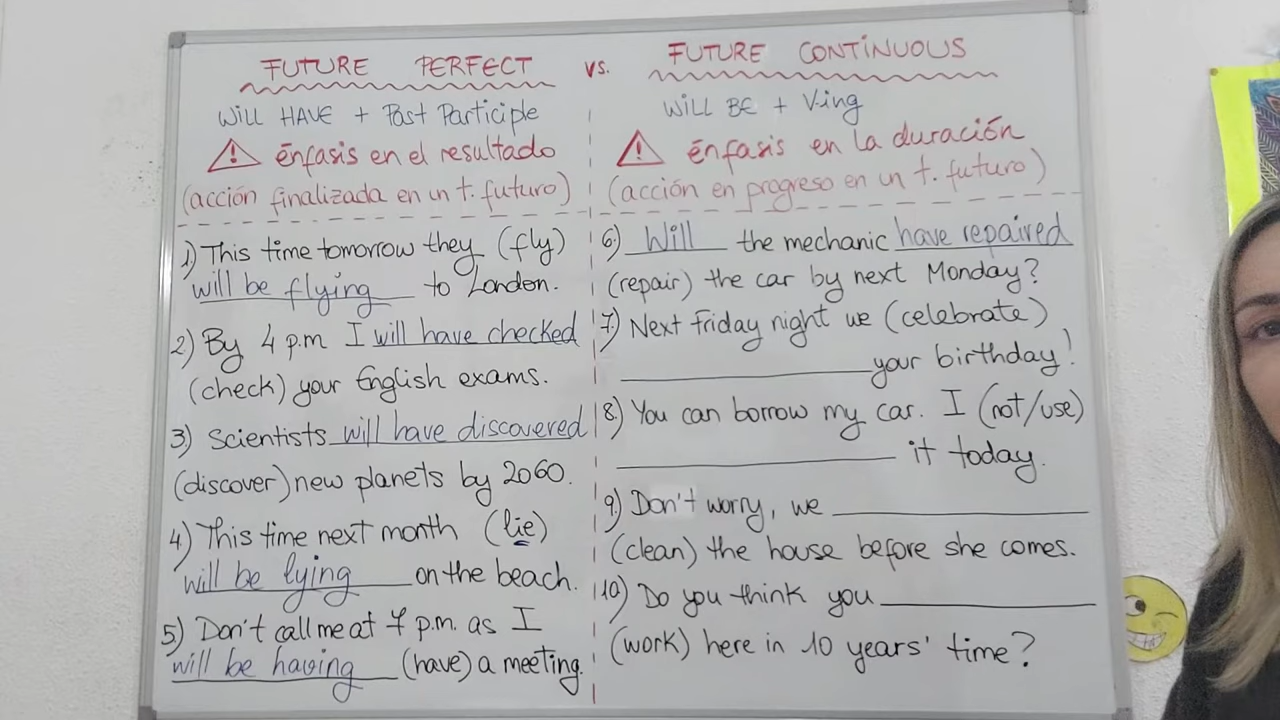 FUTURE PERFECT vs. FUTURE CONTINUOUS
WILL HAVE + Past Participle
⚠ énfasis en el resultado
(acción finalizada en un t. futuro)
1) This time tomorrow they (fly)
will be flying to London.
2) By 4 p.m I will have checked
(check) your English exams.
3) Scientists will have discovered
(discover) new planets by 2060.
4) This time next month (lie)
will be lying on the beach.
5) Don't call me at 7 p.m. as I
will be having (have) a meeting.
WILL BE + Ving
⚠ énfasis en la duración
(acción en progreso en un t. futuro)
6) Will the mechanic have repaired
(repair) the car by next Monday?
7) Next Friday night we (celebrate)
____ your birthday!
8) You can borrow my car. I (not/use)
____ it today.
9) Don't worry, we ____
(clean) the house before she comes.
10) Do you think you ____
(work) here in 10 years' time?